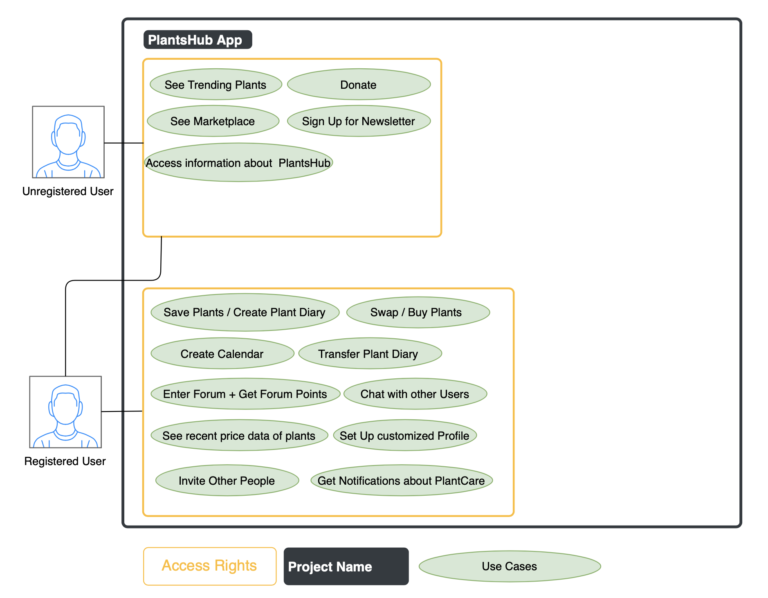 PlantsHub App
See Trending Plants
Donate
See Marketplace
Sign Up for Newsletter
Access information about PlantsHub
Unregistered User
Save Plants / Create Plant Diary
Swap / Buy Plants
Create Calendar
Transfer Plant Diary
Enter Forum + Get Forum Points
Chat with other Users
See recent price data of plants
Set Up customized Profile
Registered User
Invite Other People
Get Notifications about PlantCare
Access Rights
Project Name
Use Cases